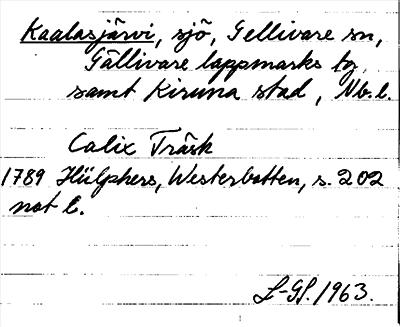 Kaalasjärvi, sjö, Gellivare sn,
Gällivare lappmarks tg
samt Kiruna stad, Nb. l.
Calix Träsk
1789 Hülphers, Westerbotten, s. 202
not l.
L-GL. 1963.